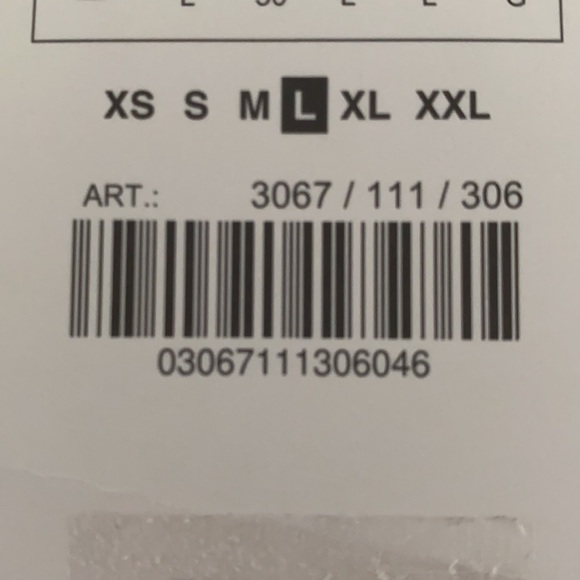 XS S M L XL XXL
ART.: 3067 / 111 / 306
03067111306046